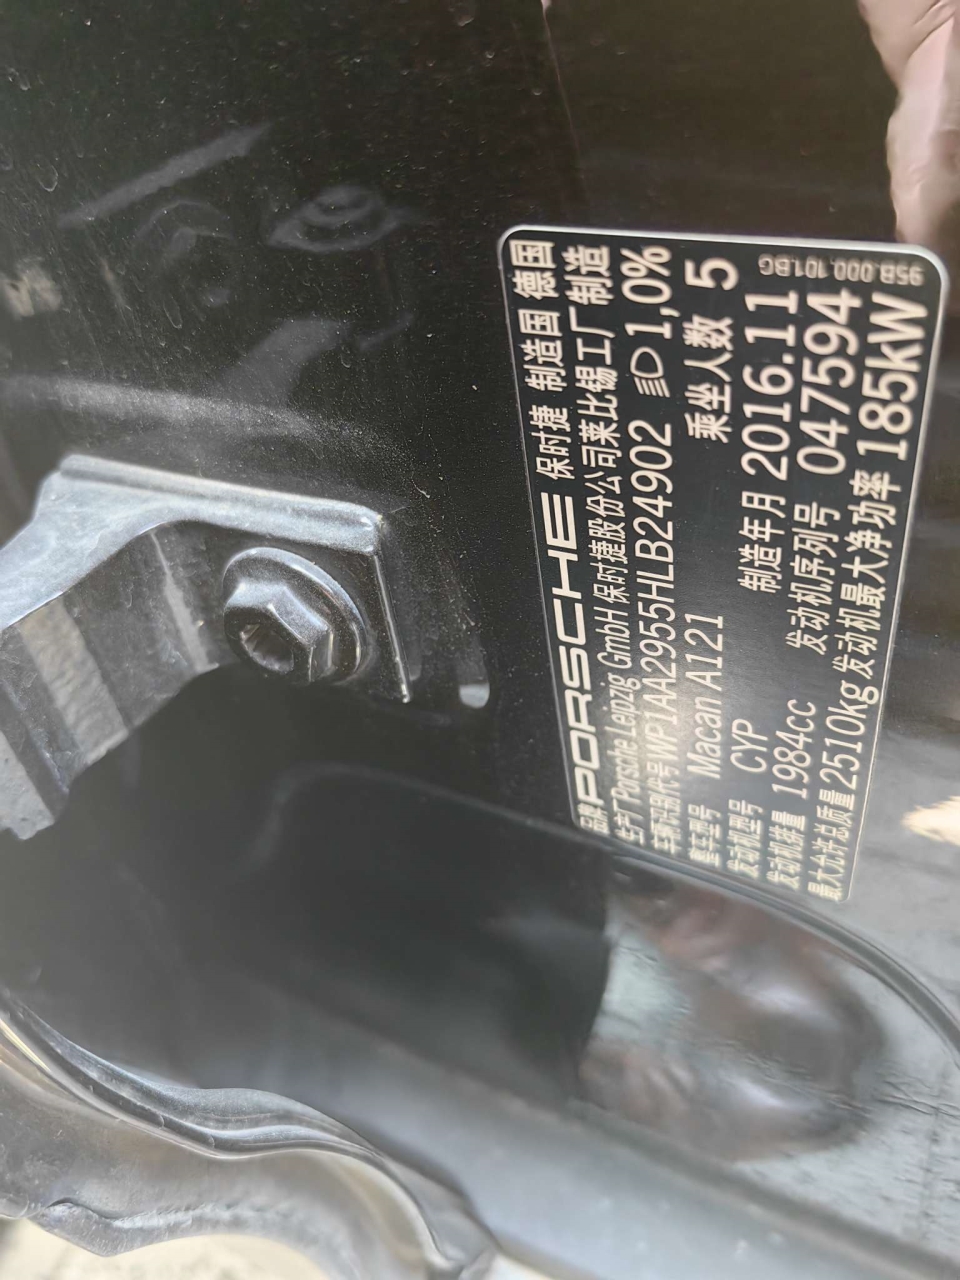 品牌 PORSCHE 保时捷 制造国 德国
生产厂 Porsche Leipzig GmbH 保时捷股份公司莱比锡工厂制造
车辆识别代号 WP1AA2955HLB24902 1,0%
整车型号 Macan A121 乘坐人数 5
发动机型号 CYP 制造年月 2016.11
发动机排量 1984cc 发动机序列号 047594
最大允许总质量 2510kg 发动机最大净功率 185kW
95B.000.101.BG